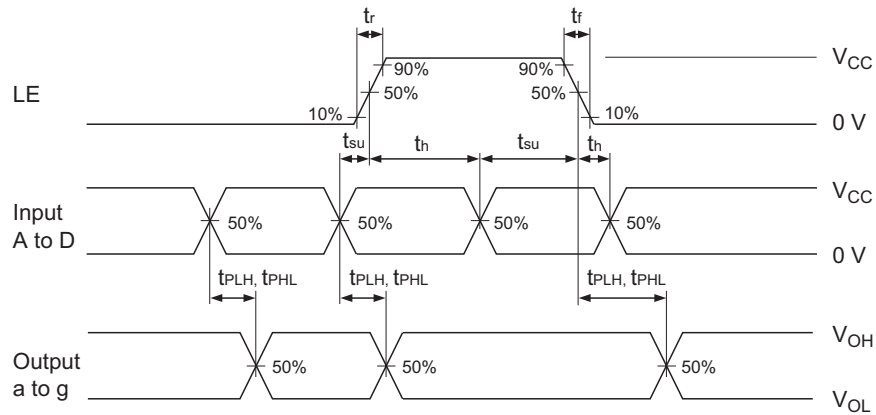 tr
tf
VCC
90%
90%
LE
50%
50%
10%
10%
0 V
tsu
th
tsu
th
VCC
Input
A to D
50%
50%
50%
50%
0 V
tPLH, tPHL
tPLH, tPHL
tPLH, tPHL
VOH
Output
a to g
50%
50%
50%
VOL